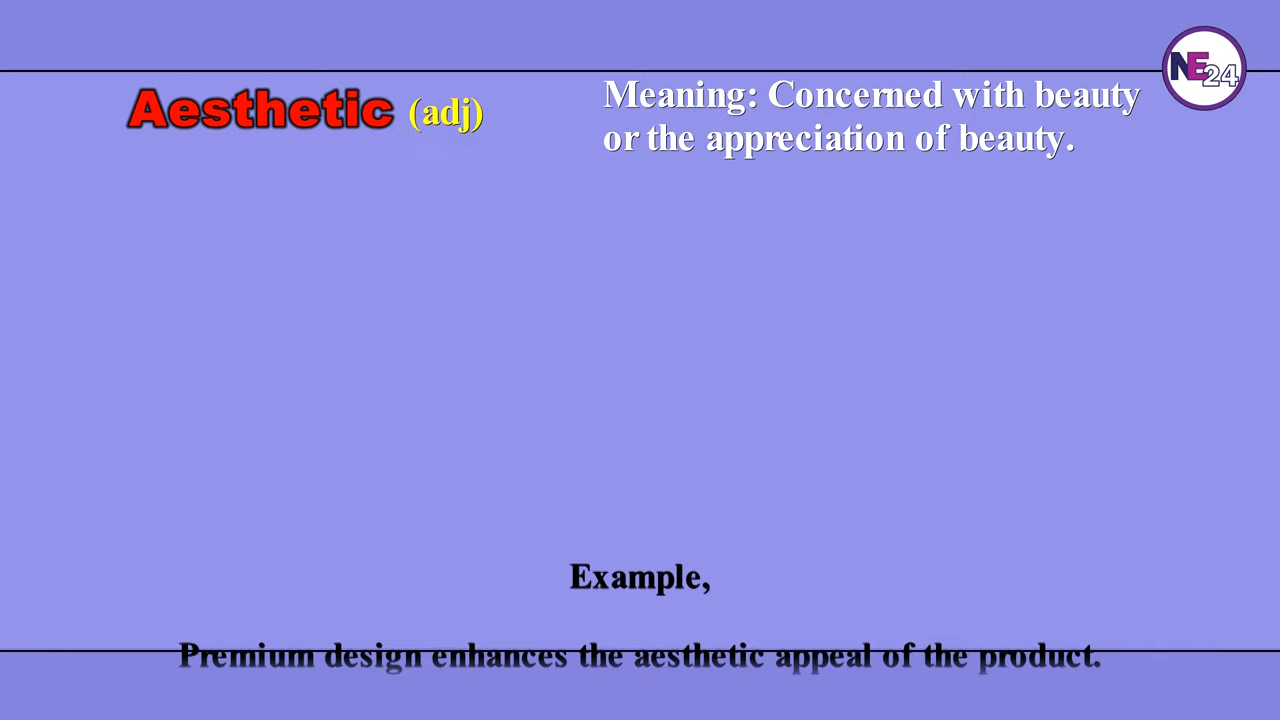 NE24
Aesthetic (adj)
Meaning: Concerned with beauty
or the appreciation of beauty.
Example,
Premium design enhances the aesthetic appeal of the product.